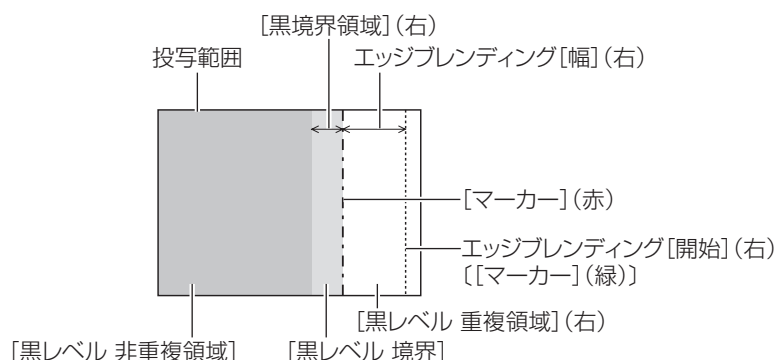 [黒境界領域](右)
投写範囲
エッジブレンディング[幅](右)
[マーカー](赤)
エッジブレンディング[開始](右)
〔[マーカー](緑)〕
[黒レベル 重複領域](右)
[黒レベル 非重複領域]
[黒レベル 境界]